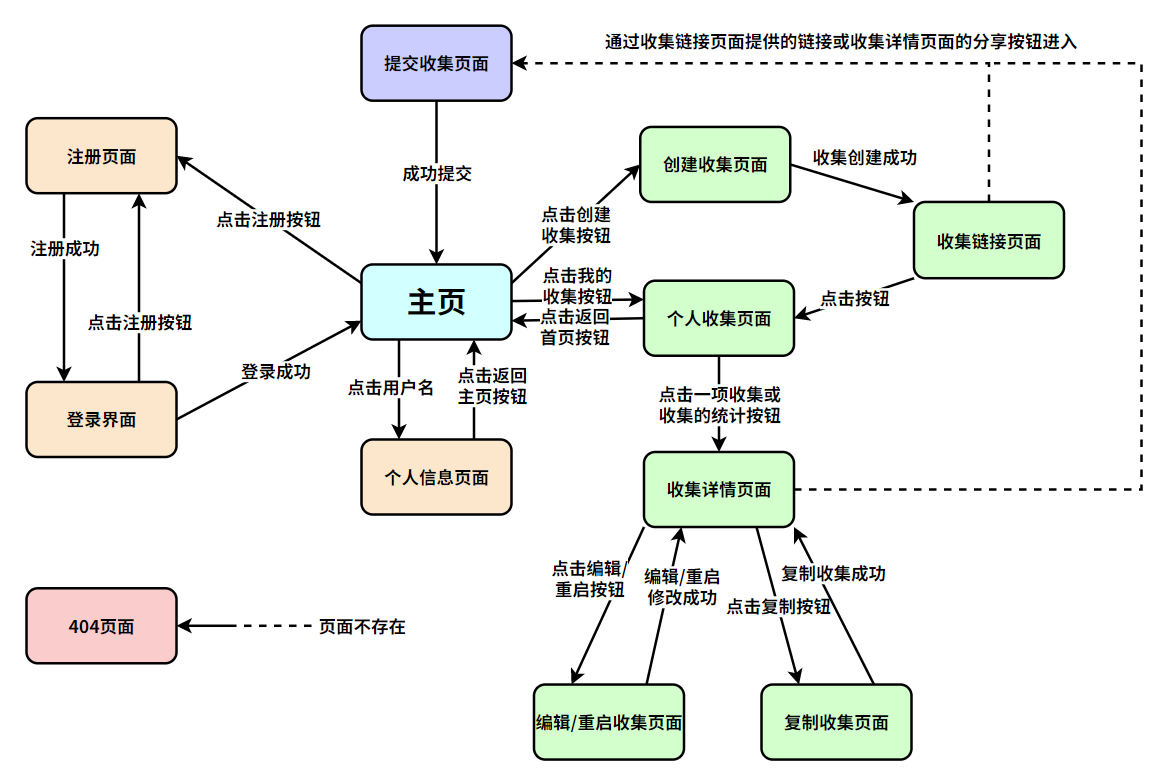 通过收集链接页面提供的链接或收集详情页面的分享按钮进入
提交收集页面
注册页面
成功提交
创建收集页面
收集创建成功
点击注册按钮
点击创建
收集按钮
注册成功
收集链接页面
点击我的
收集按钮
主页
点击按钮
点击注册按钮
点击返回
首页按钮
个人收集页面
登录成功
点击用户名
点击返回
主页按钮
点击一项收集或
收集的统计按钮
登录界面
个人信息页面
收集详情页面
点击编辑/
重启按钮
编辑/重启
修改成功
复制收集成功
点击复制按钮
404页面
页面不存在
编辑/重启收集页面
复制收集页面